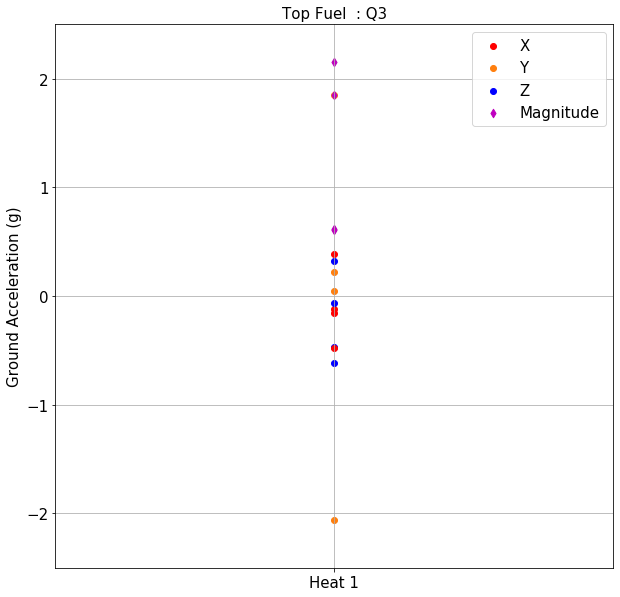 Top Fuel  : Q3
X
Y
Z
Magnitude
2
1
0
−1
−2
Ground Acceleration (g)
Heat 1